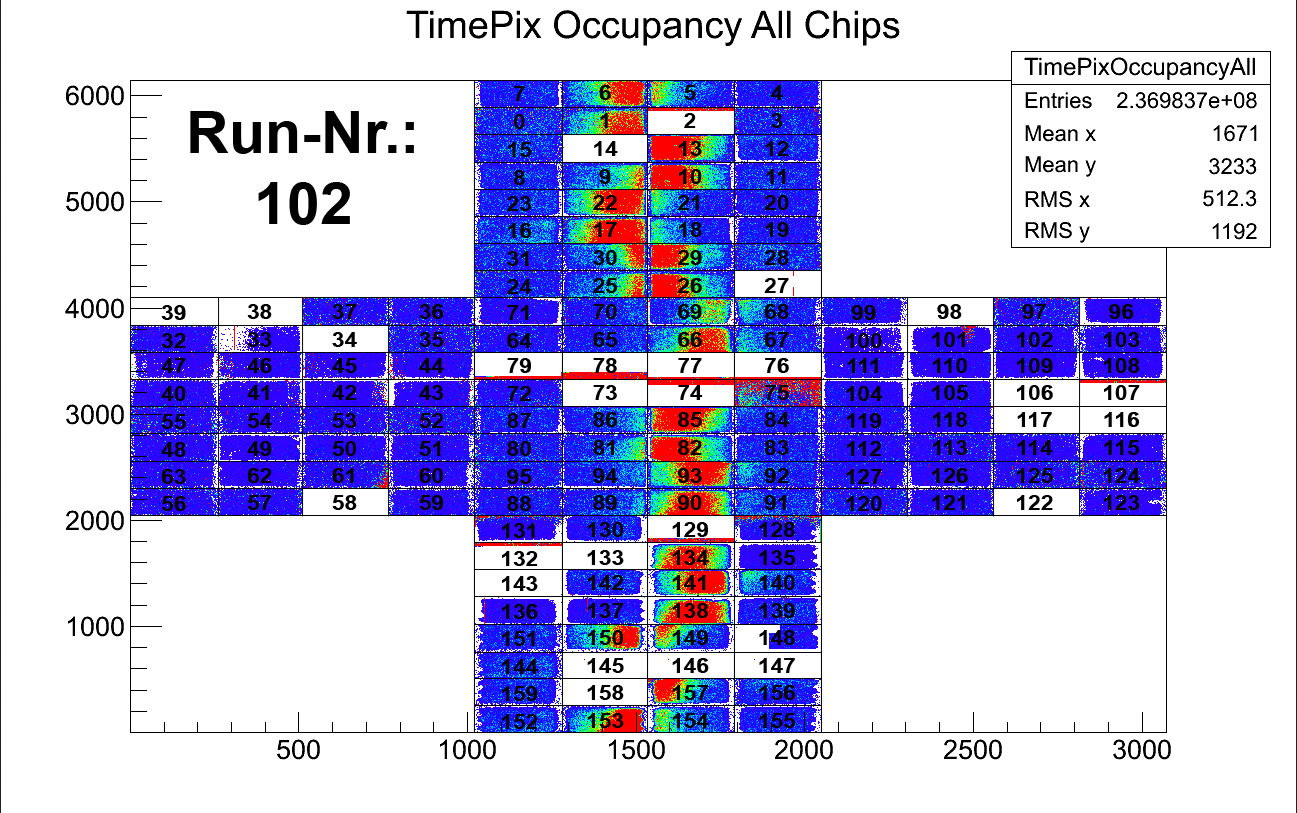 TimePix Occupancy All Chips
TimePixOccupancyAll
Entries 2.369837e+08
Mean x 1671
Mean y 3233
RMS x 512.3
RMS y 1192
Run-Nr.:
102
6000
5000
4000
3000
2000
1000
7 6 5 4
0 1 2 3
15 14 13 12
8 9 10 11
23 22 21 20
16 17 18 19
31 30 29 28
24 25 26 27
39 38 37 36 71 70 69 68 99 98 97 96
32 33 34 35 64 65 66 67 100 101 102 103
47 46 45 44 79 78 77 76 111 110 109 108
40 41 42 43 72 73 74 75 104 105 106 107
55 54 53 52 87 86 85 84 119 118 117 116
48 49 50 51 80 81 82 83 112 113 114 115
63 62 61 60 95 94 93 92 127 126 125 124
56 57 58 59 88 89 90 91 120 121 122 123
131 130 129 128
132 133 134 135
143 142 141 140
136 137 138 139
151 150 149 148
144 145 146 147
159 158 157 156
152 153 154 155
500 1000 1500 2000 2500 3000